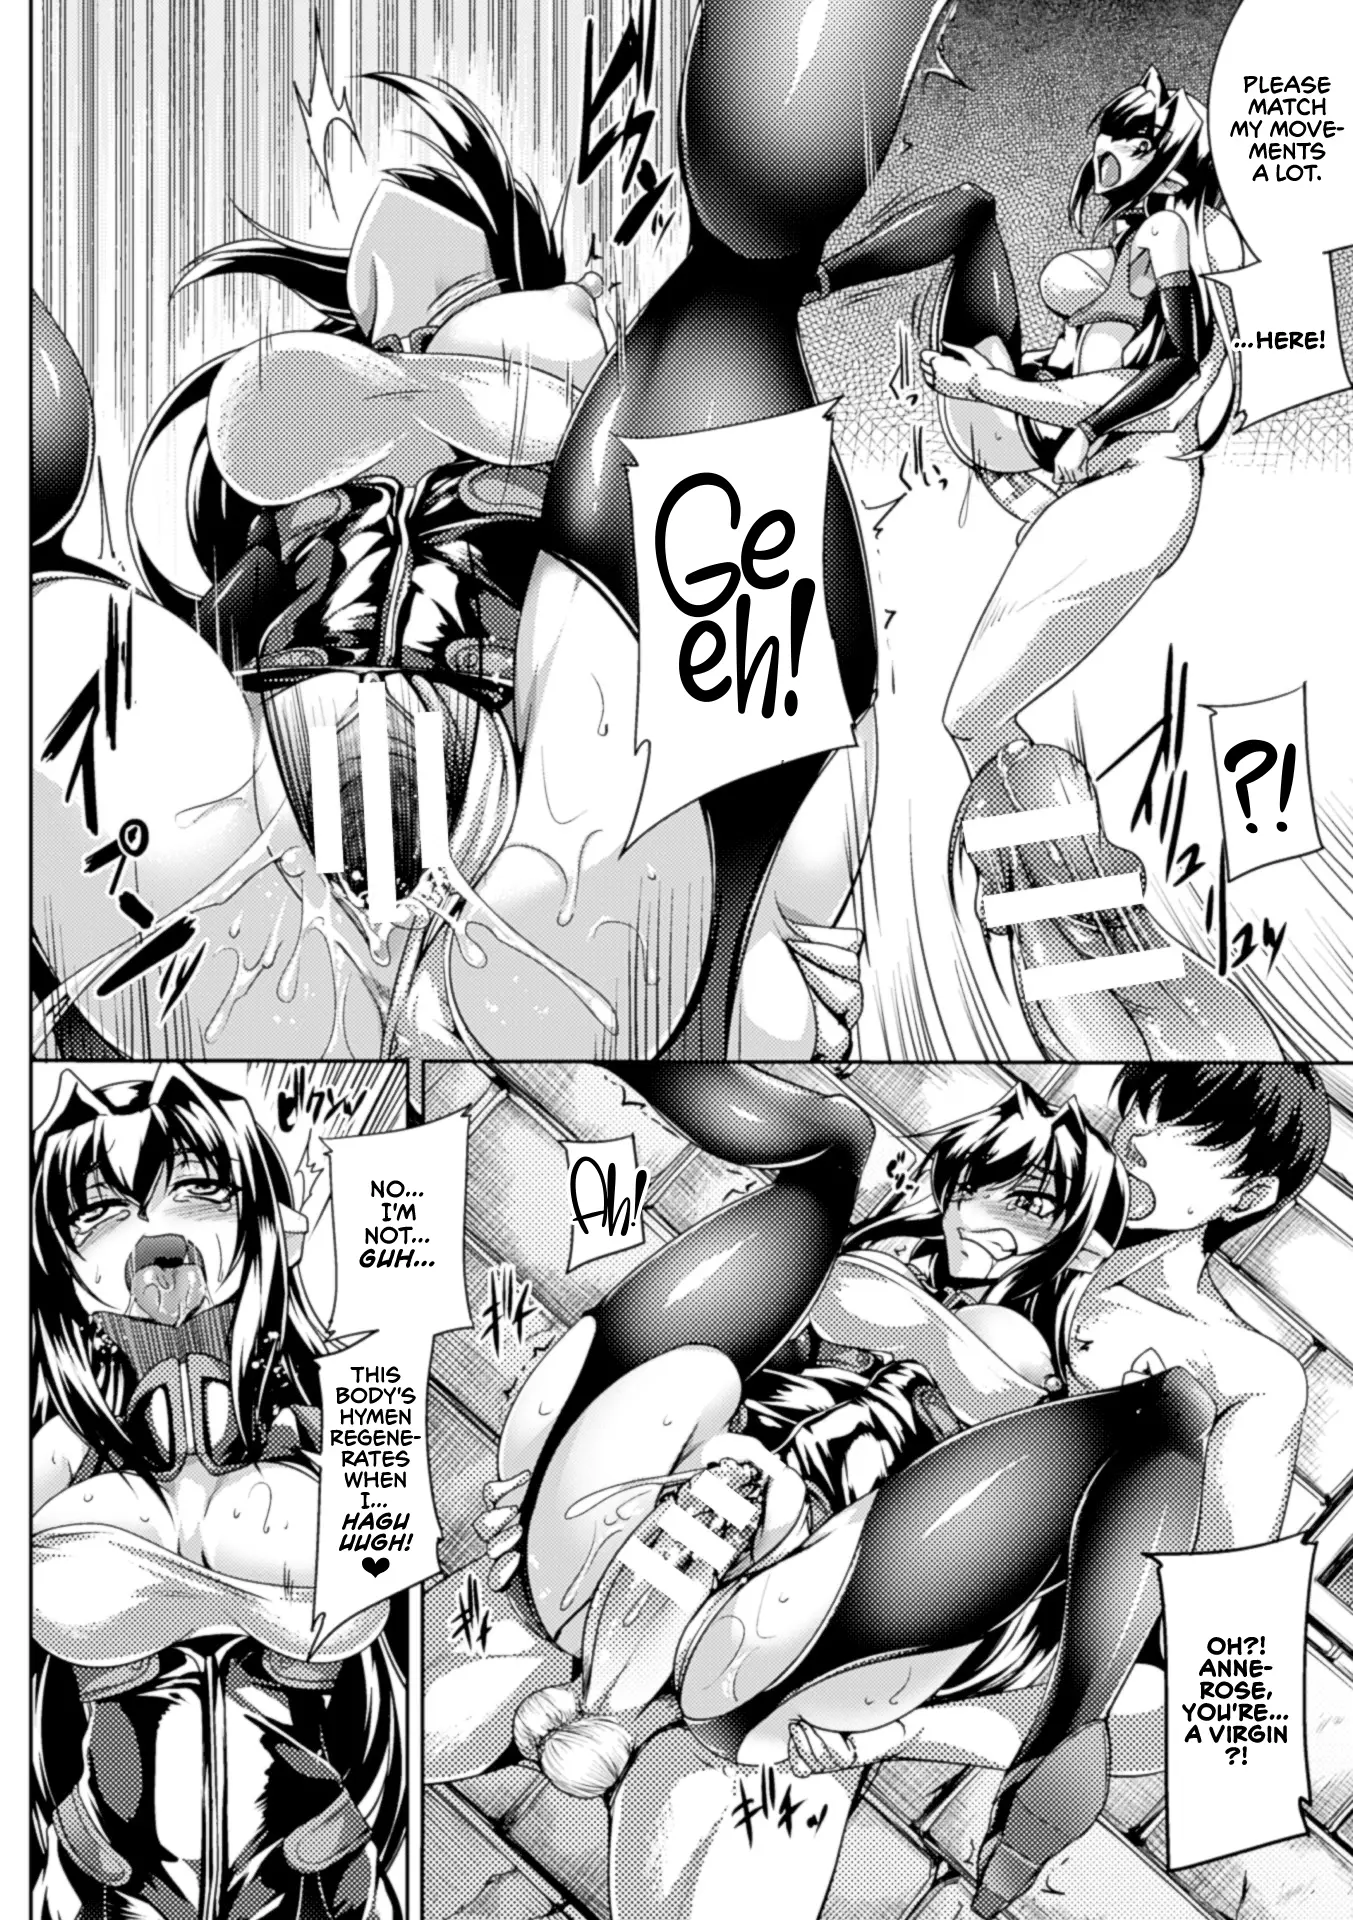 PLEASE
MATCH
MY MOVE-
MENTS
A LOT.
...HERE!
Ge
eh!
?!
NO...
I'M
NOT...
GUH...
THIS
BODY'S
HYMEN
REGENE-
RATES
WHEN
I...
HAGU
UUGH!
♥
Ah!
OH?!
ANNE-
ROSE,
YOU'RE...
A VIRGIN
?!